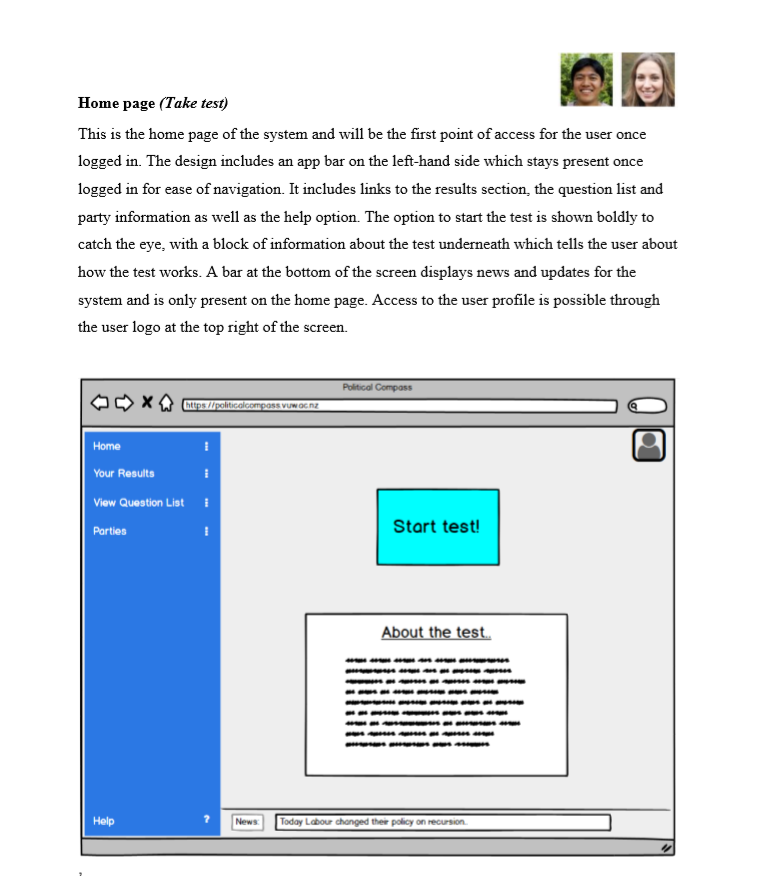 Home page (Take test)
This is the home page of the system and will be the first point of access for the user once
logged in. The design includes an app bar on the left-hand side which stays present once
logged in for ease of navigation. It includes links to the results section, the question list and
party information as well as the help option. The option to start the test is shown boldly to
catch the eye, with a block of information about the test underneath which tells the user about
how the test works. A bar at the bottom of the screen displays news and updates for the
system and is only present on the home page. Access to the user profile is possible through
the user logo at the top right of the screen.
Political Compass
https://politicalcompass.vuw.ac.nz
Home
Your Results
View Question List
Parties
Start test!
About the test..
Help ?
News:
Today Labour changed their policy on recursion.